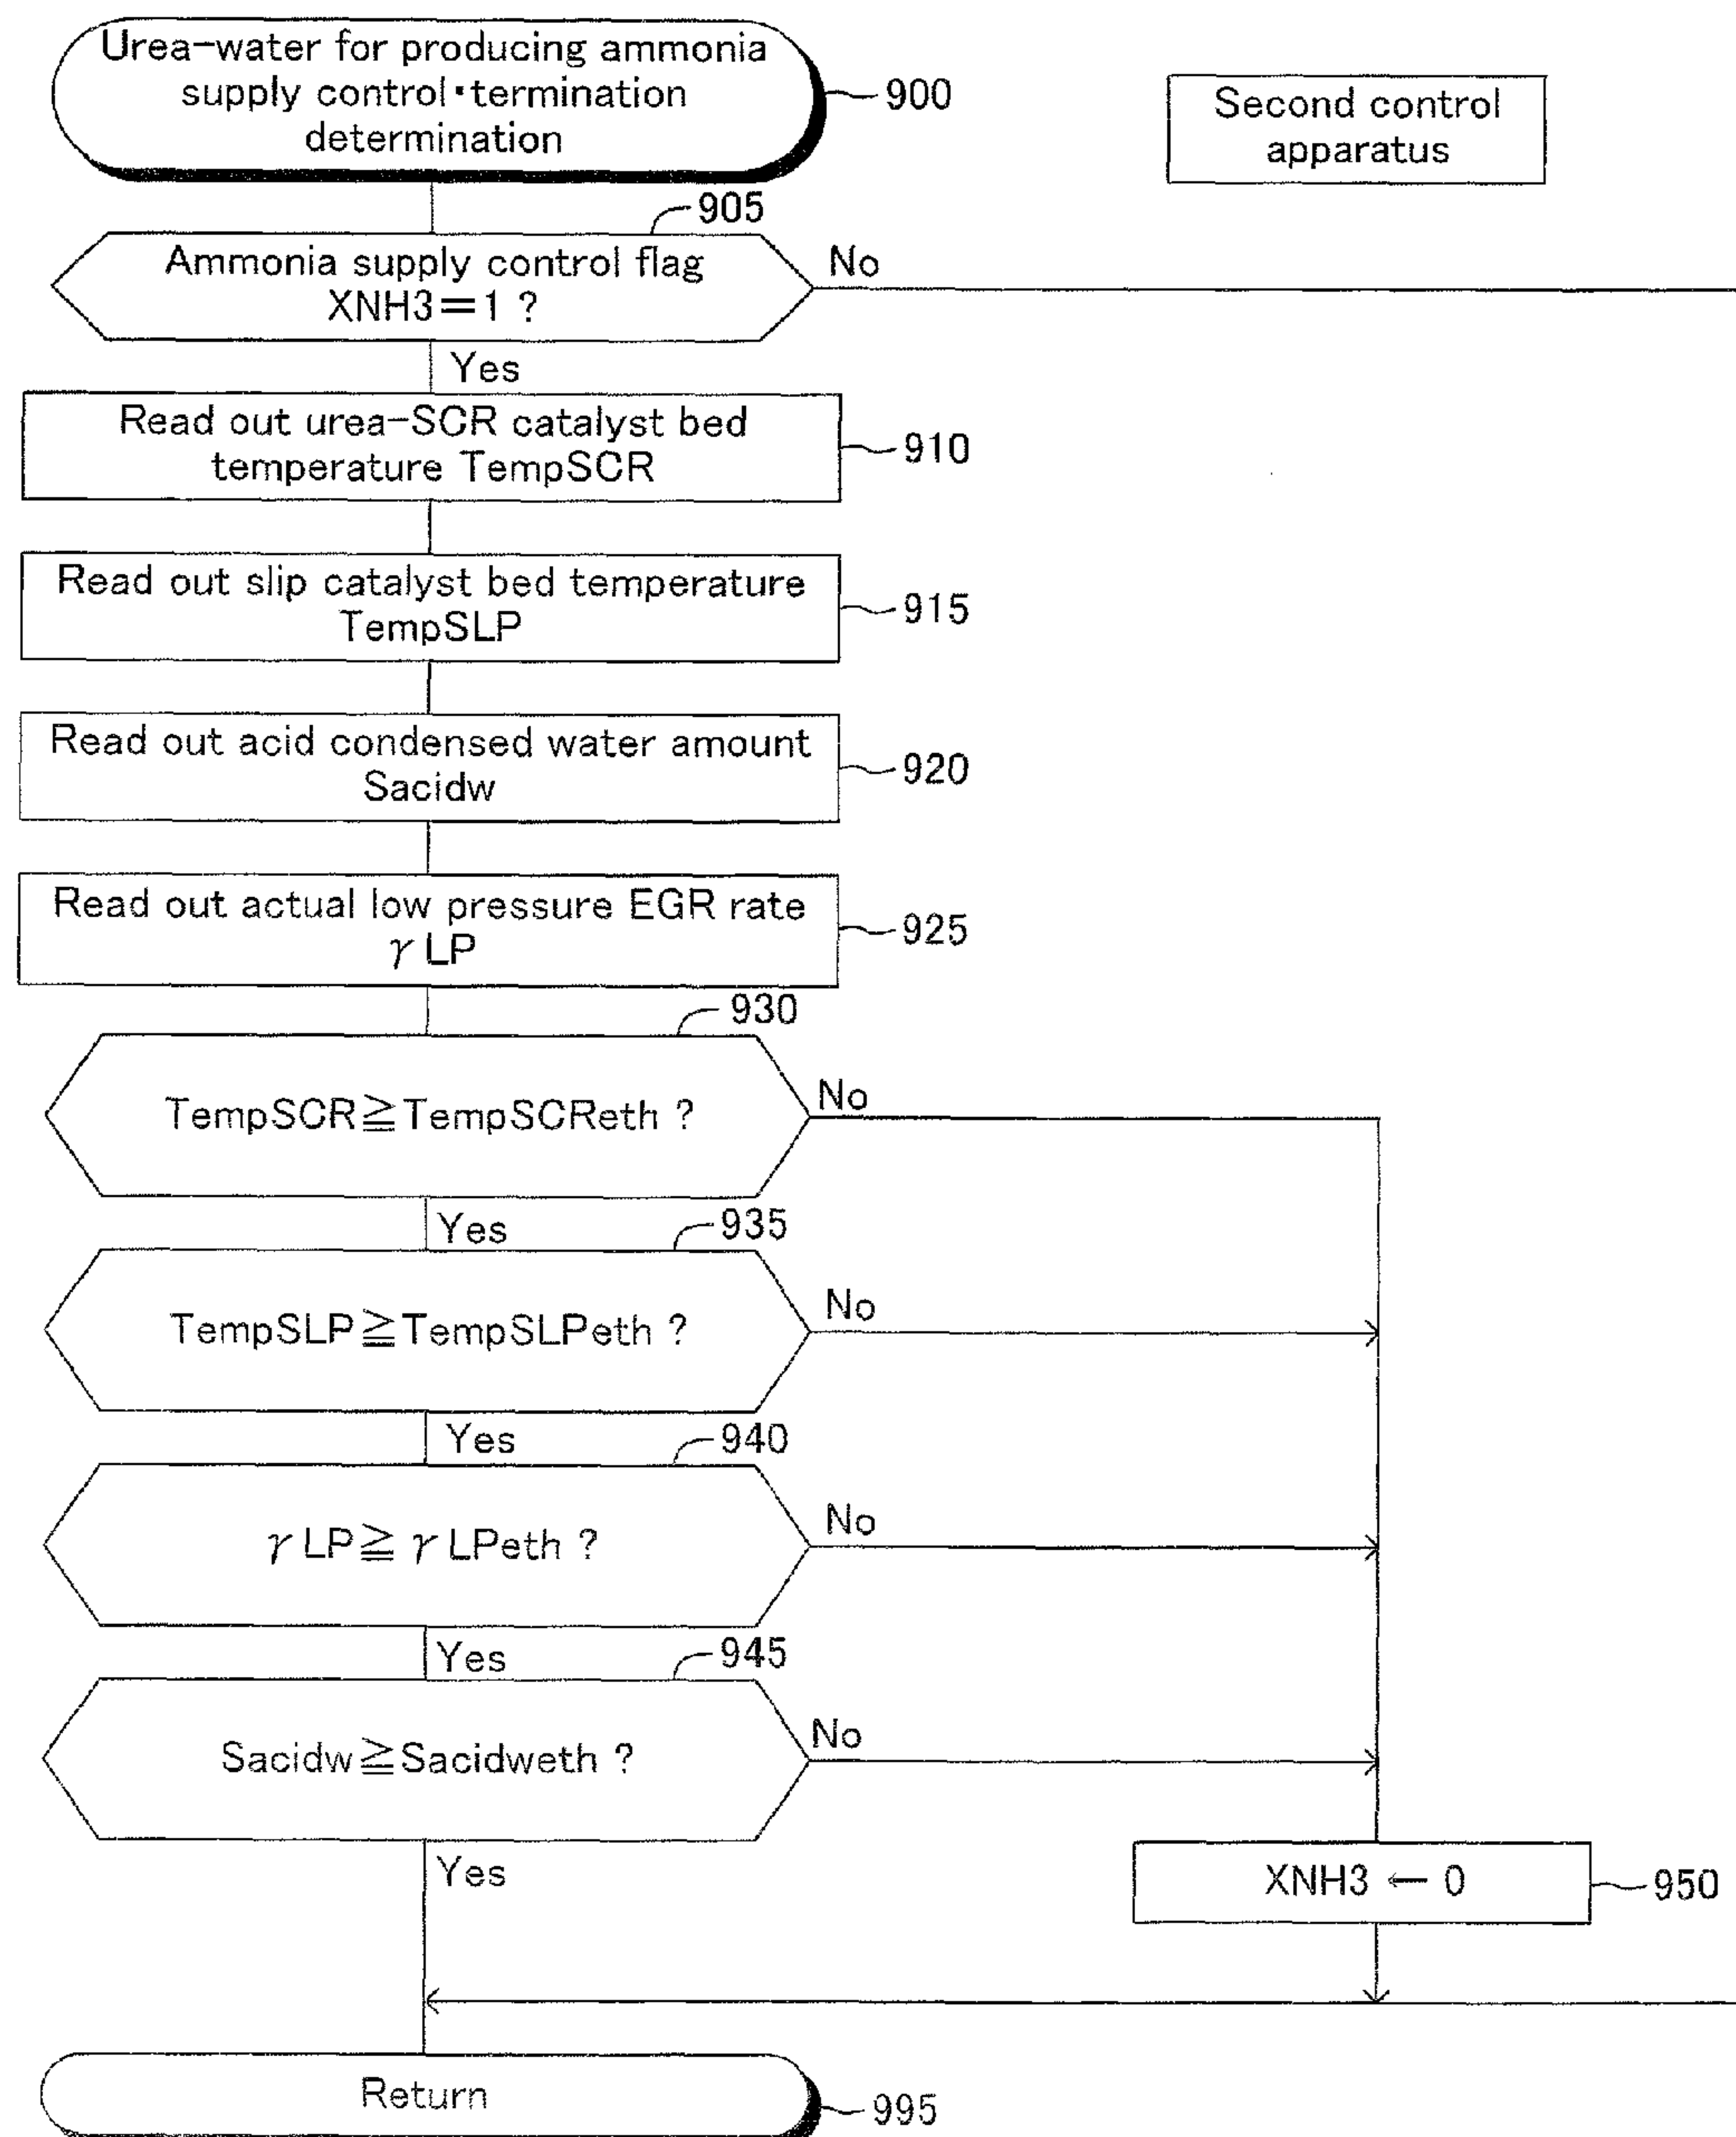 Urea-water for producing ammonia
supply control・termination
determination
900
Second control
apparatus
905
Ammonia supply control flag
XNH3=1 ?
No
Yes
Read out urea-SCR catalyst bed
temperature TempSCR
910
Read out slip catalyst bed temperature
TempSLP
915
Read out acid condensed water amount
Sacidw
920
Read out actual low pressure EGR rate
γ LP
925
930
TempSCR≧TempSCReth ?
No
Yes
935
TempSLP≧TempSLPeth ?
No
Yes
940
γ LP≧ γ LPeth ?
No
Yes
945
Sacidw≧Sacidweth ?
No
Yes
XNH3 ← 0
950
Return
995